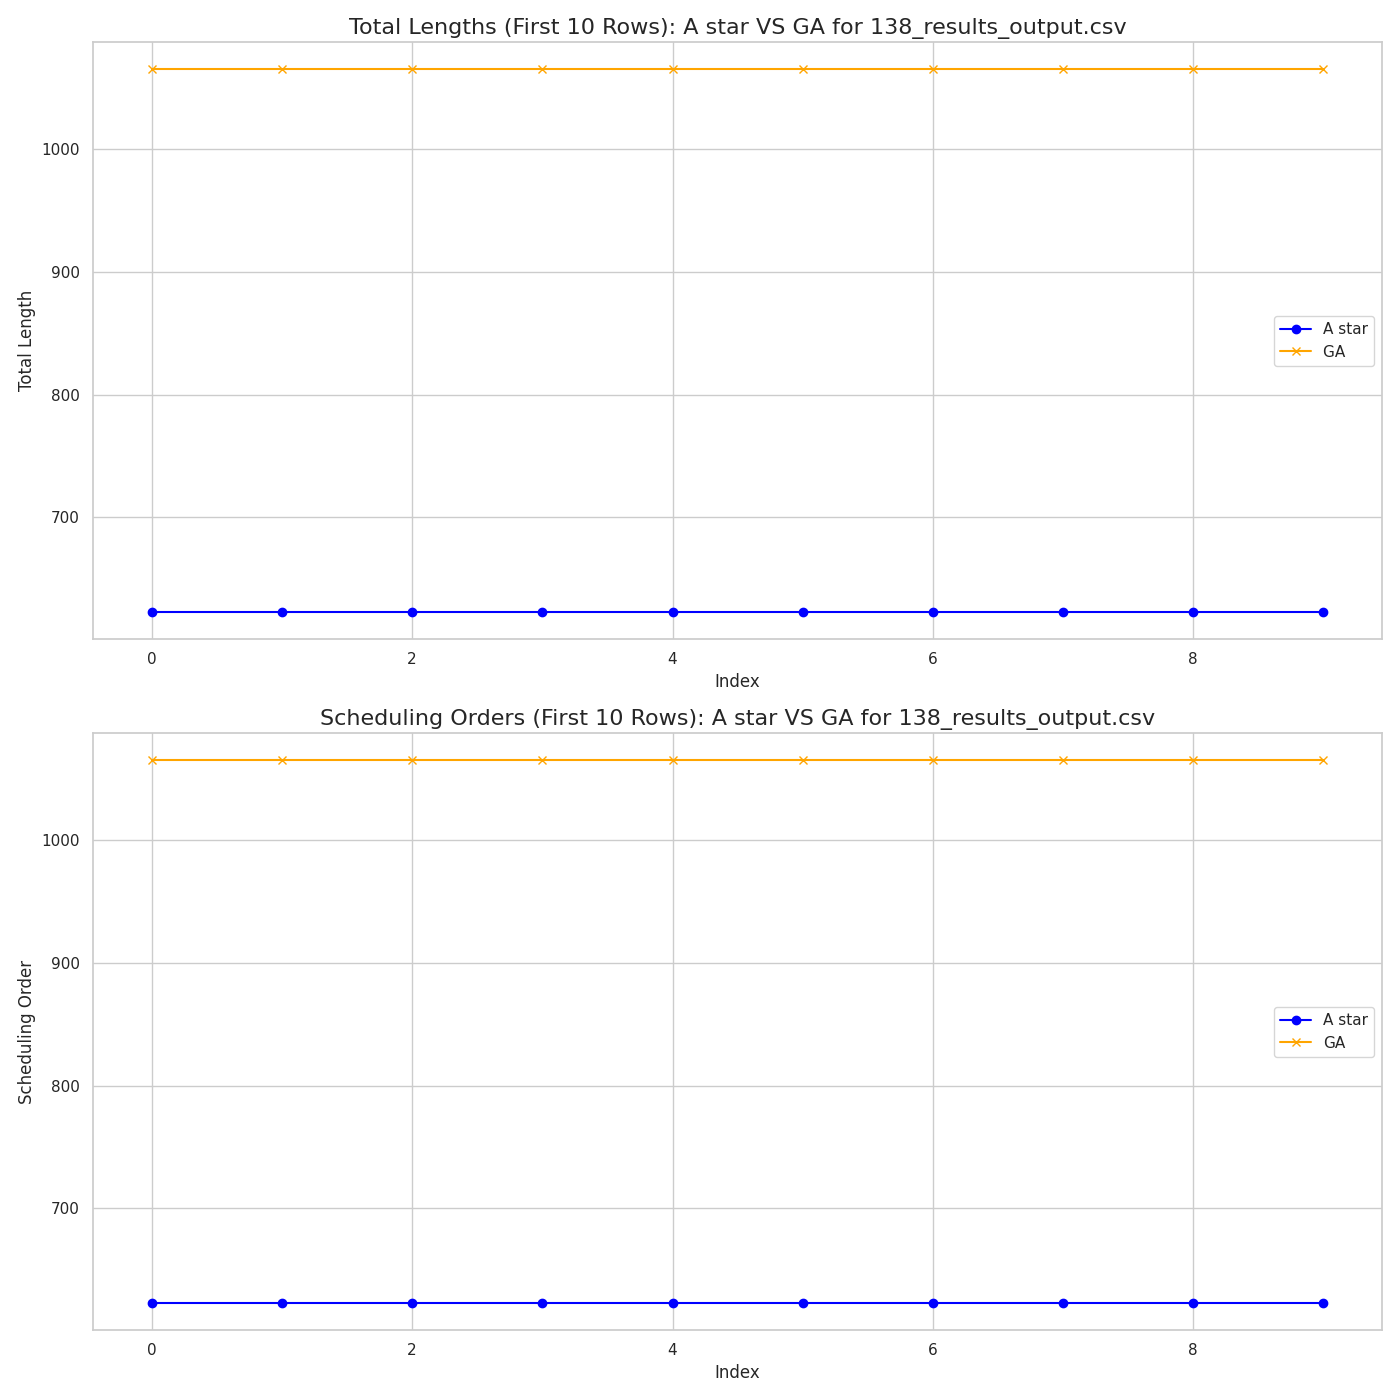 Total Lengths (First 10 Rows): A star VS GA for 138_results_output.csv
1000
900
800
700
Total Length
A star
GA
0 2 4 6 8
Index
Scheduling Orders (First 10 Rows): A star VS GA for 138_results_output.csv
1000
900
800
700
Scheduling Order
A star
GA
0 2 4 6 8
Index